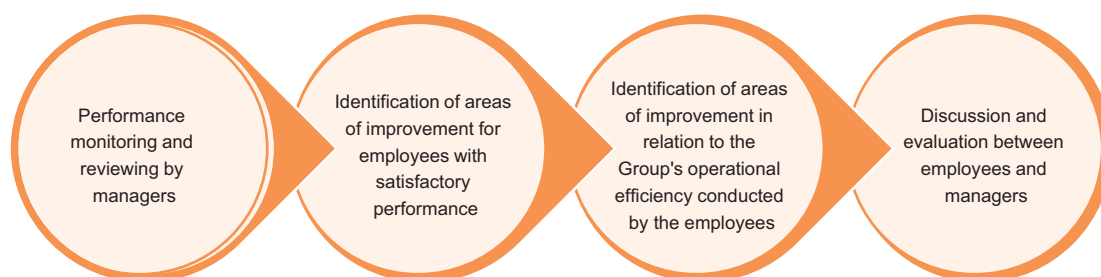 Performance
monitoring and
reviewing by
managers
Identification of areas
of improvement for
employees with
satisfactory
performance
Identification of areas
of improvement in
relation to the
Group's operational
efficiency conducted
by the employees
Discussion and
evaluation between
employees and
managers